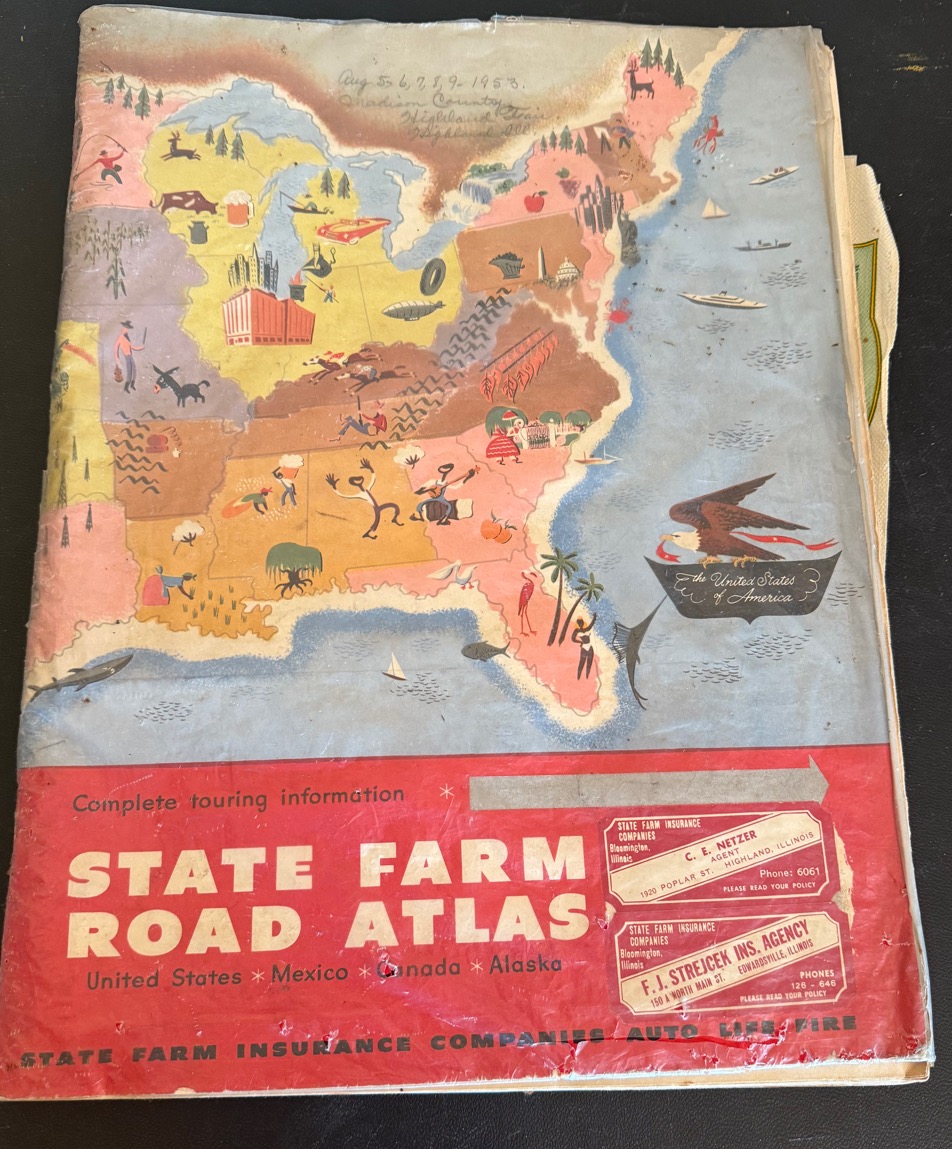 Aug 5-6,7,8,9-1953.
Madison County
Highland Fair
Highland Ill
the United States
of America
Complete touring information *
STATE FARM
ROAD ATLAS
United States * Mexico * Canada * Alaska
STATE FARM INSURANCE
COMPANIES
Bloomington,
Illinois
C. E. NETZER
AGENT
1920 POPLAR ST. HIGHLAND, ILLINOIS
Phone: 6061
PLEASE READ YOUR POLICY
STATE FARM INSURANCE
COMPANIES
Bloomington,
Illinois
F.J. STREJCEK INS. AGENCY
150 A NORTH MAIN ST. EDWARDSVILLE, ILLINOIS
PHONES
126 - 646
PLEASE READ YOUR POLICY
STATE FARM INSURANCE COMPANIES AUTO LIFE FIRE